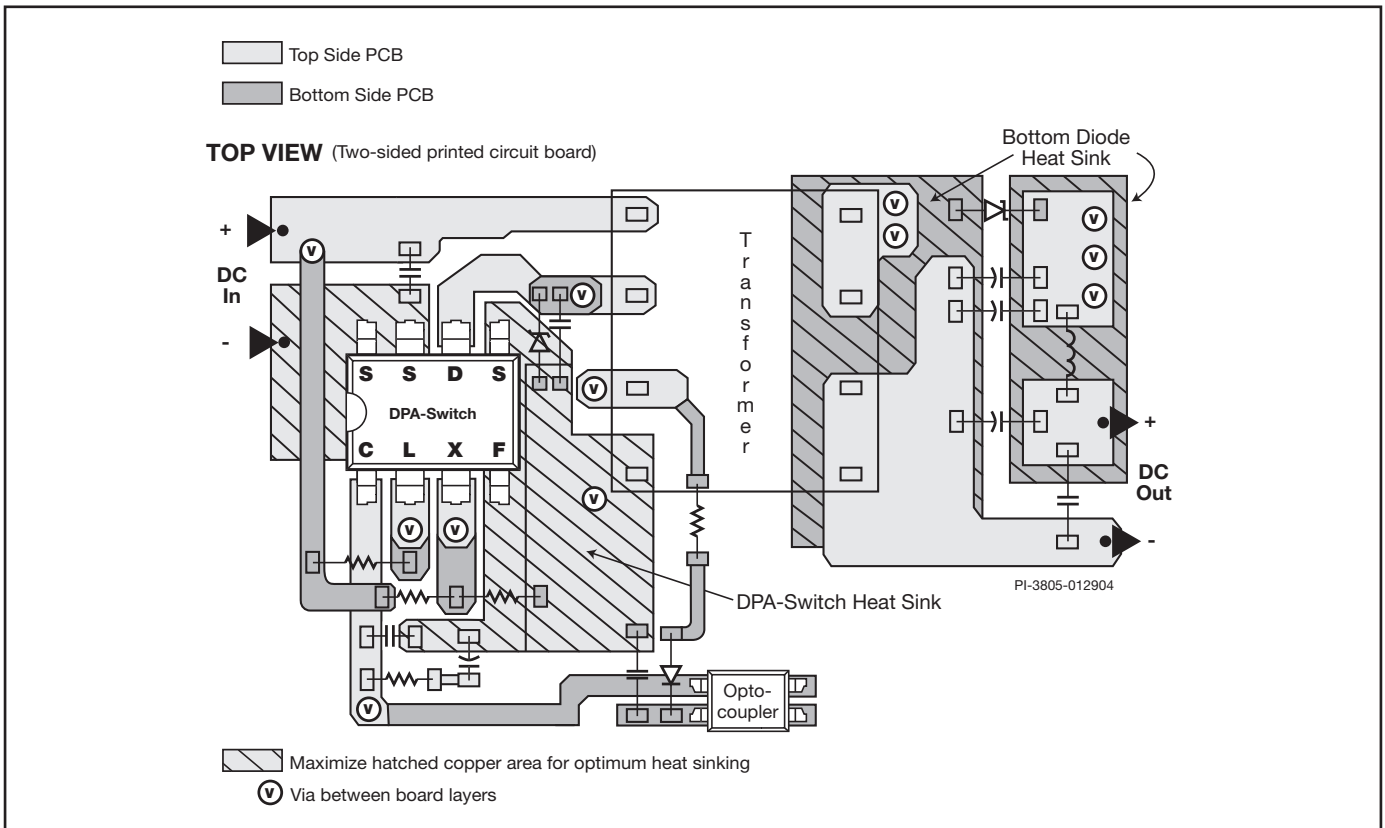 Top Side PCB
Bottom Side PCB
TOP VIEW (Two-sided printed circuit board)
Bottom Diode
Heat Sink
+
DC
In
-
V
V
V
V
V
V
V
T
r
a
n
s
f
o
r
m
e
r
S S D S
DPA-Switch
C L X F
V
V
V V
+
DC
Out
-
PI-3805-012904
DPA-Switch Heat Sink
V
Opto-
coupler
Maximize hatched copper area for optimum heat sinking
V Via between board layers